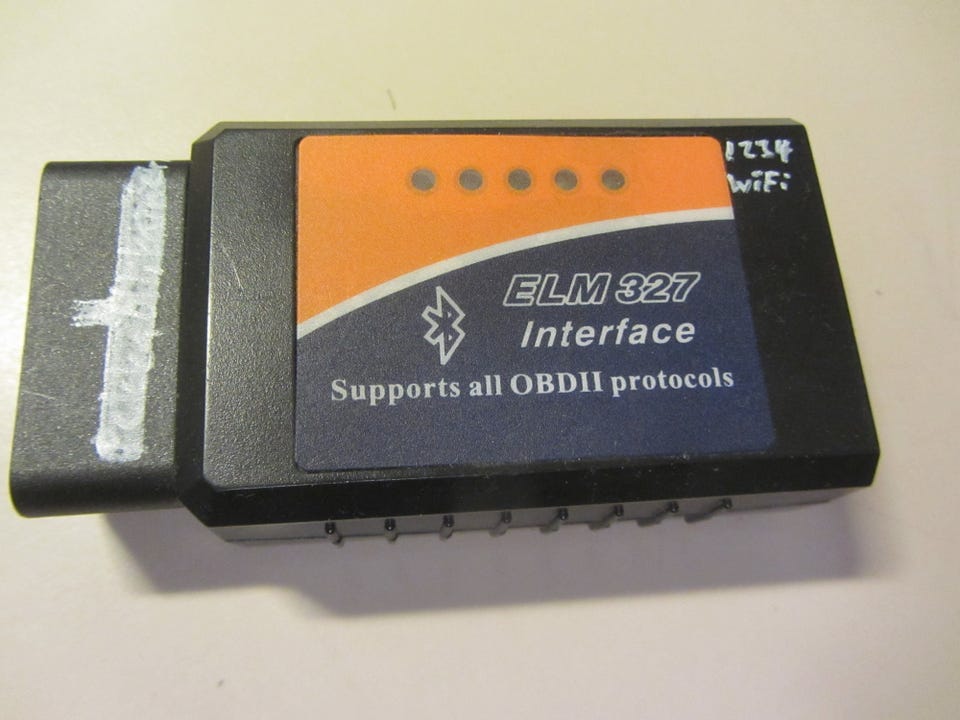 1234
WiFi
ELM 327
Interface
Supports all OBDII protocols